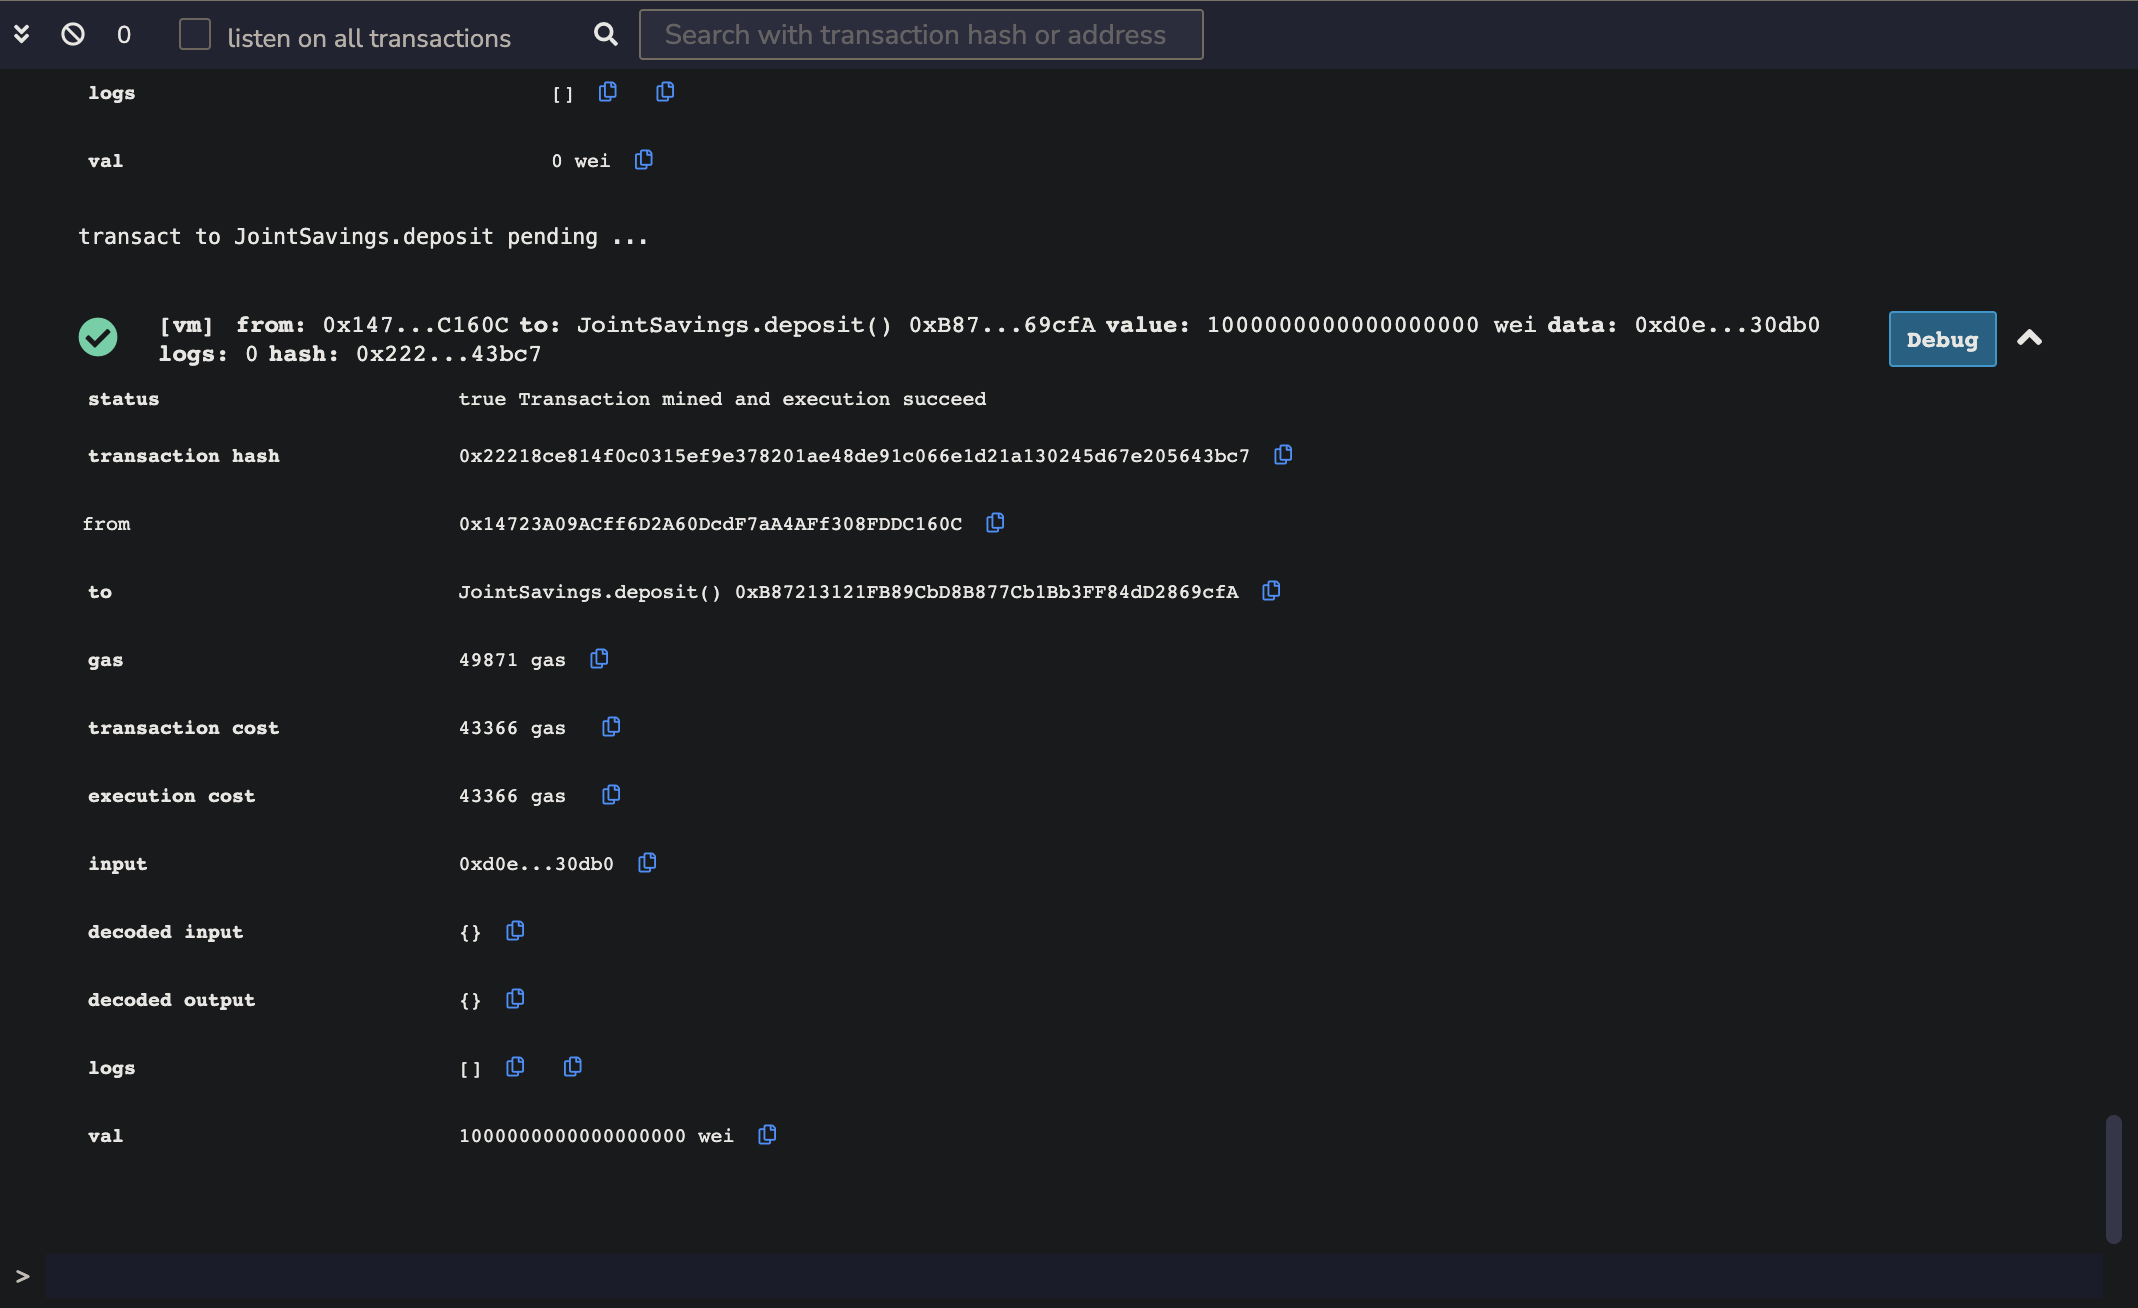 0 listen on all transactions Search with transaction hash or address
logs []
val 0 wei
transact to JointSavings.deposit pending ...
[vm] from: 0x147...C160C to: JointSavings.deposit() 0xB87...69cfA value: 1000000000000000000 wei data: 0xd0e...30db0
logs: 0 hash: 0x222...43bc7
Debug
status true Transaction mined and execution succeed
transaction hash 0x22218ce814f0c0315ef9e378201ae48de91c066e1d21a130245d67e205643bc7
from 0x14723A09ACff6D2A60DcdF7aA4AFf308FDDC160C
to JointSavings.deposit() 0xB87213121FB89CbD8B877Cb1Bb3FF84dD2869cfA
gas 49871 gas
transaction cost 43366 gas
execution cost 43366 gas
input 0xd0e...30db0
decoded input {}
decoded output {}
logs []
val 1000000000000000000 wei
>